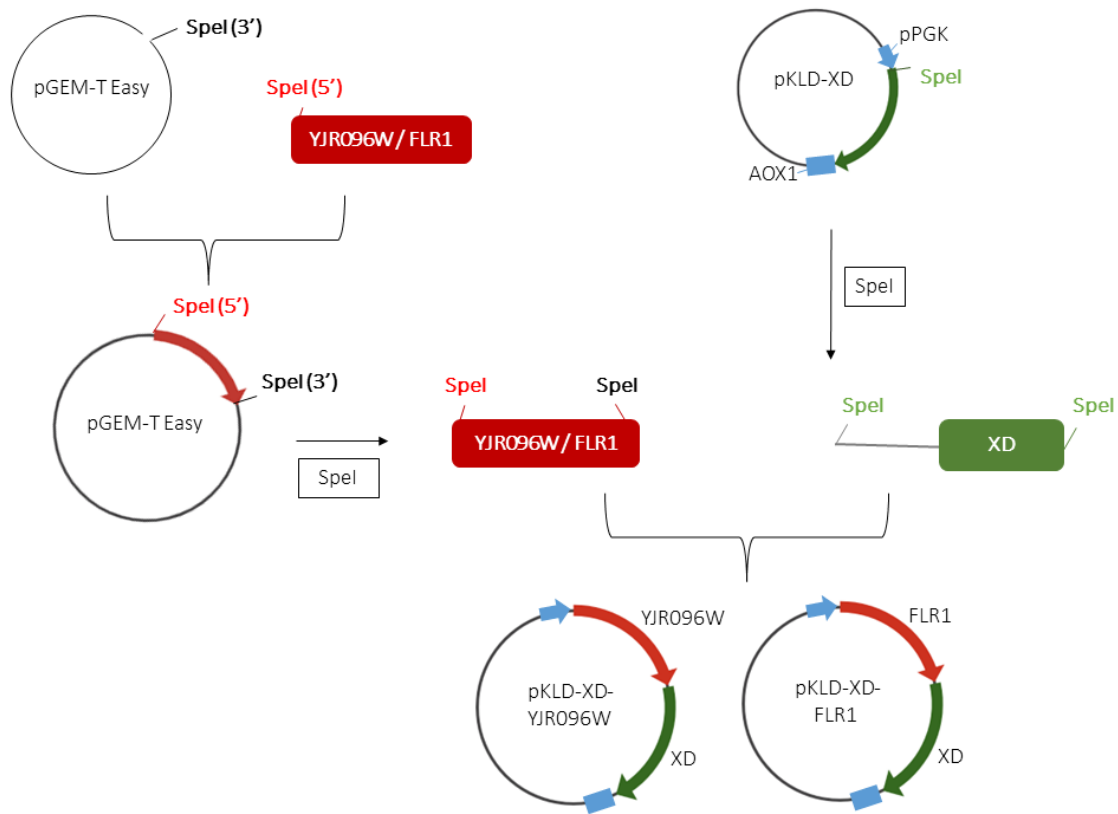 SpeI (3’)
pGEM-T Easy
SpeI (5’)
YJR096W / FLR1
pPGK
SpeI
pKLD-XD
AOX1
SpeI
SpeI (5’)
SpeI (3’)
pGEM-T Easy
SpeI
SpeI
SpeI
YJR096W / FLR1
SpeI
SpeI
XD
YJR096W
pKLD-XD-
YJR096W
XD
FLR1
pKLD-XD-
FLR1
XD